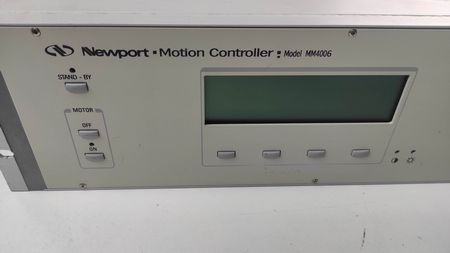 Newport ▪ Motion Controller ▪ Model MM4006
STAND - BY
MOTOR
OFF
ON